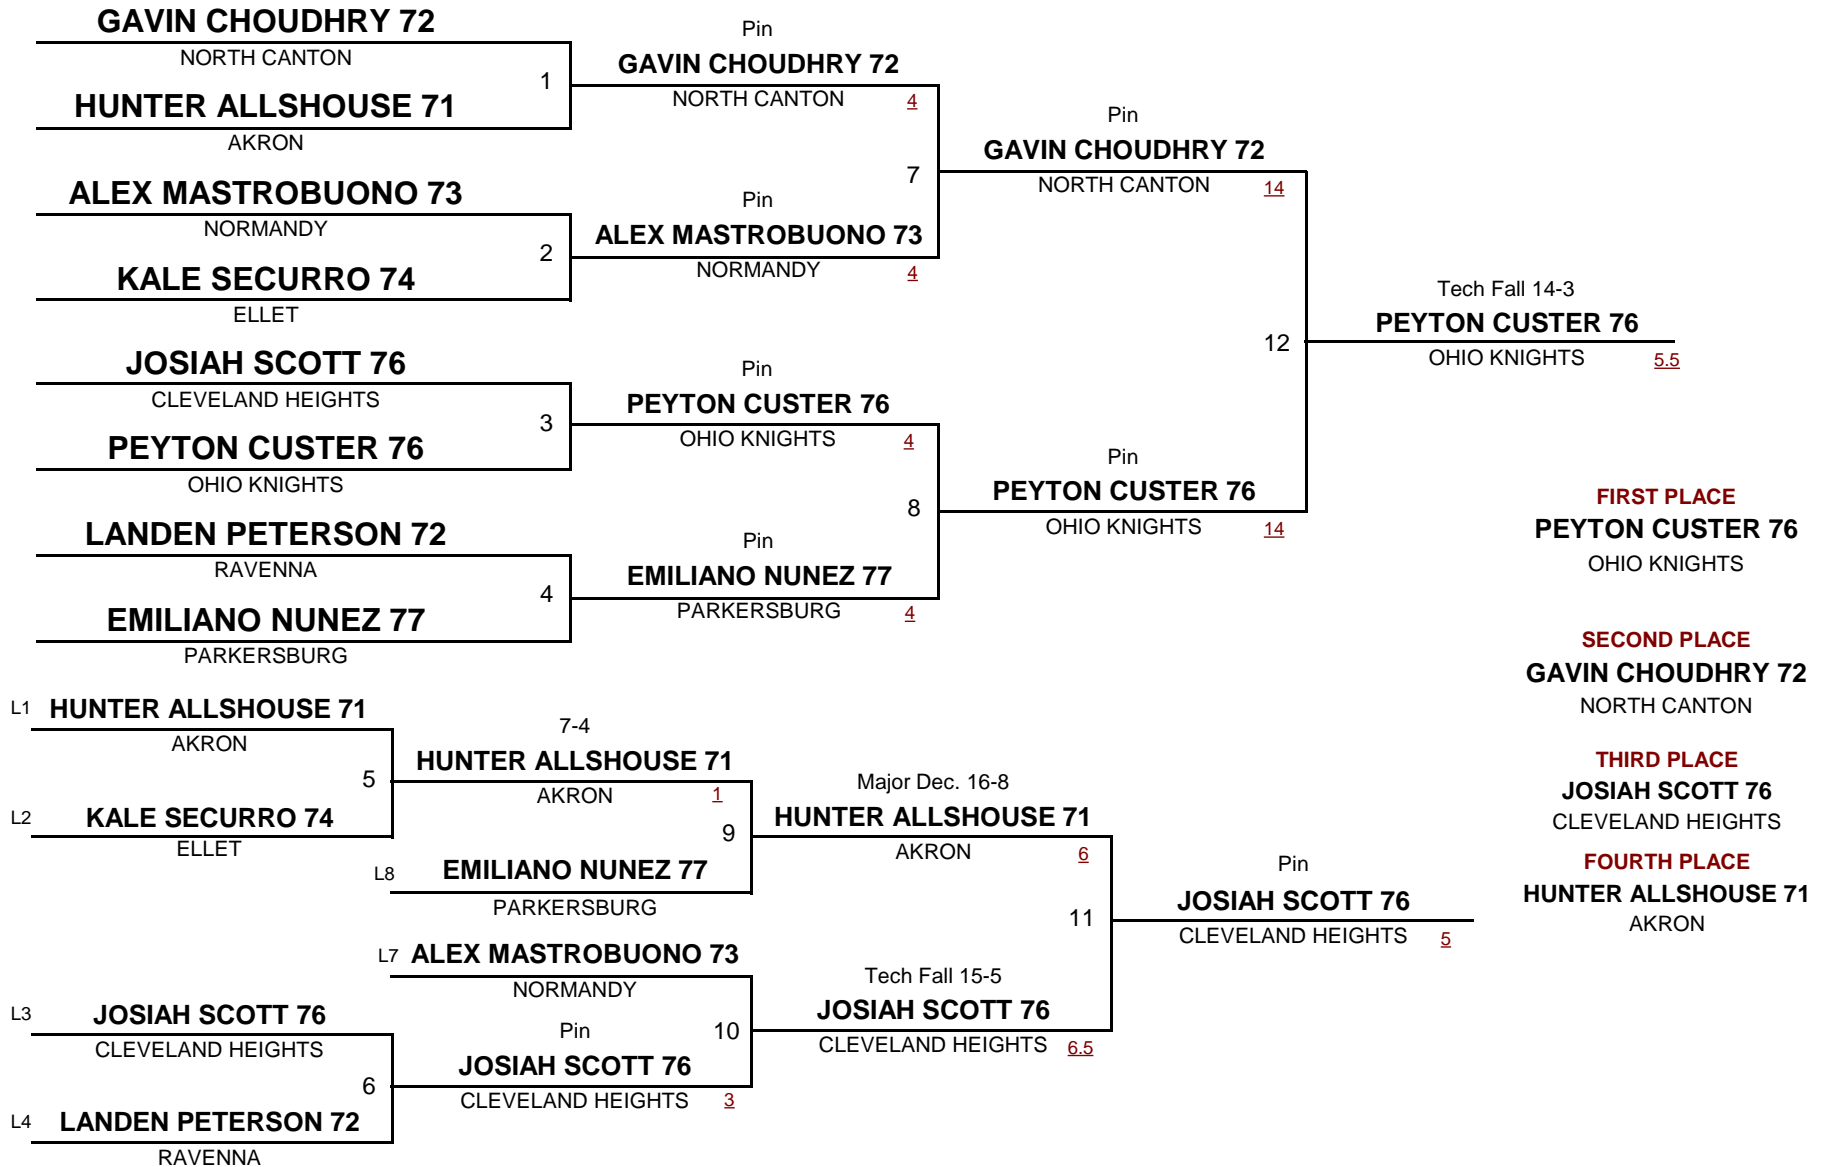 GAVIN CHOUDHRY 72
NORTH CANTON
1
HUNTER ALLSHOUSE 71
AKRON
ALEX MASTROBUONO 73
NORMANDY
2
KALE SECURRO 74
ELLET
JOSIAH SCOTT 76
CLEVELAND HEIGHTS
3
PEYTON CUSTER 76
OHIO KNIGHTS
LANDEN PETERSON 72
RAVENNA
4
EMILIANO NUNEZ 77
PARKERSBURG
Pin
GAVIN CHOUDHRY 72
NORTH CANTON 4
7
Pin
ALEX MASTROBUONO 73
NORMANDY 4
Pin
PEYTON CUSTER 76
OHIO KNIGHTS 4
8
Pin
EMILIANO NUNEZ 77
PARKERSBURG 4
Pin
GAVIN CHOUDHRY 72
NORTH CANTON 14
12
Pin
PEYTON CUSTER 76
OHIO KNIGHTS 14
Tech Fall 14-3
PEYTON CUSTER 76
OHIO KNIGHTS 5.5
FIRST PLACE
PEYTON CUSTER 76
OHIO KNIGHTS
SECOND PLACE
GAVIN CHOUDHRY 72
NORTH CANTON
THIRD PLACE
JOSIAH SCOTT 76
CLEVELAND HEIGHTS
FOURTH PLACE
HUNTER ALLSHOUSE 71
AKRON
L1 HUNTER ALLSHOUSE 71
AKRON
5
L2 KALE SECURRO 74
ELLET
L3 JOSIAH SCOTT 76
CLEVELAND HEIGHTS
6
L4 LANDEN PETERSON 72
RAVENNA
7-4
HUNTER ALLSHOUSE 71
AKRON 1
9
L8 EMILIANO NUNEZ 77
PARKERSBURG
L7 ALEX MASTROBUONO 73
NORMANDY
10
Pin
JOSIAH SCOTT 76
CLEVELAND HEIGHTS 3
Major Dec. 16-8
HUNTER ALLSHOUSE 71
AKRON 6
11
Tech Fall 15-5
JOSIAH SCOTT 76
CLEVELAND HEIGHTS 6.5
Pin
JOSIAH SCOTT 76
CLEVELAND HEIGHTS 5